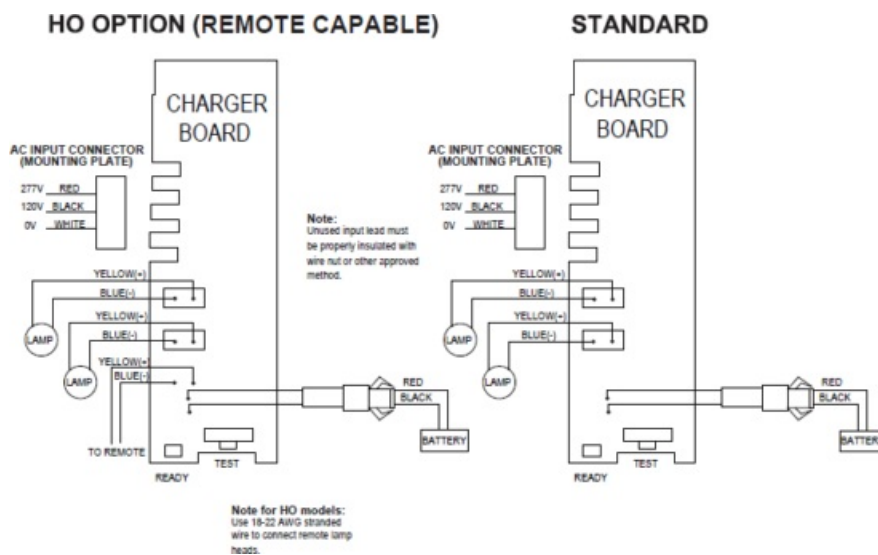 HO OPTION (REMOTE CAPABLE)
CHARGER
BOARD
AC INPUT CONNECTOR
(MOUNTING PLATE)
277V RED
120V BLACK
0V WHITE
YELLOW(+)
BLUE(-)
LAMP
YELLOW(+)
BLUE(-)
LAMP
YELLOW(+)
BLUE(-)
TO REMOTE
RED
BLACK
BATTERY
READY
TEST
Note:
Unused input lead must
be properly insulated with
wire nut or other approved
method.
Note for HO models:
Use 18-22 AWG stranded
wire to connect remote lamp
heads.
STANDARD
CHARGER
BOARD
AC INPUT CONNECTOR
(MOUNTING PLATE)
277V RED
120V BLACK
0V WHITE
YELLOW(+)
BLUE(-)
LAMP
YELLOW(+)
BLUE(-)
LAMP
RED
BLACK
BATTER
READY
TEST